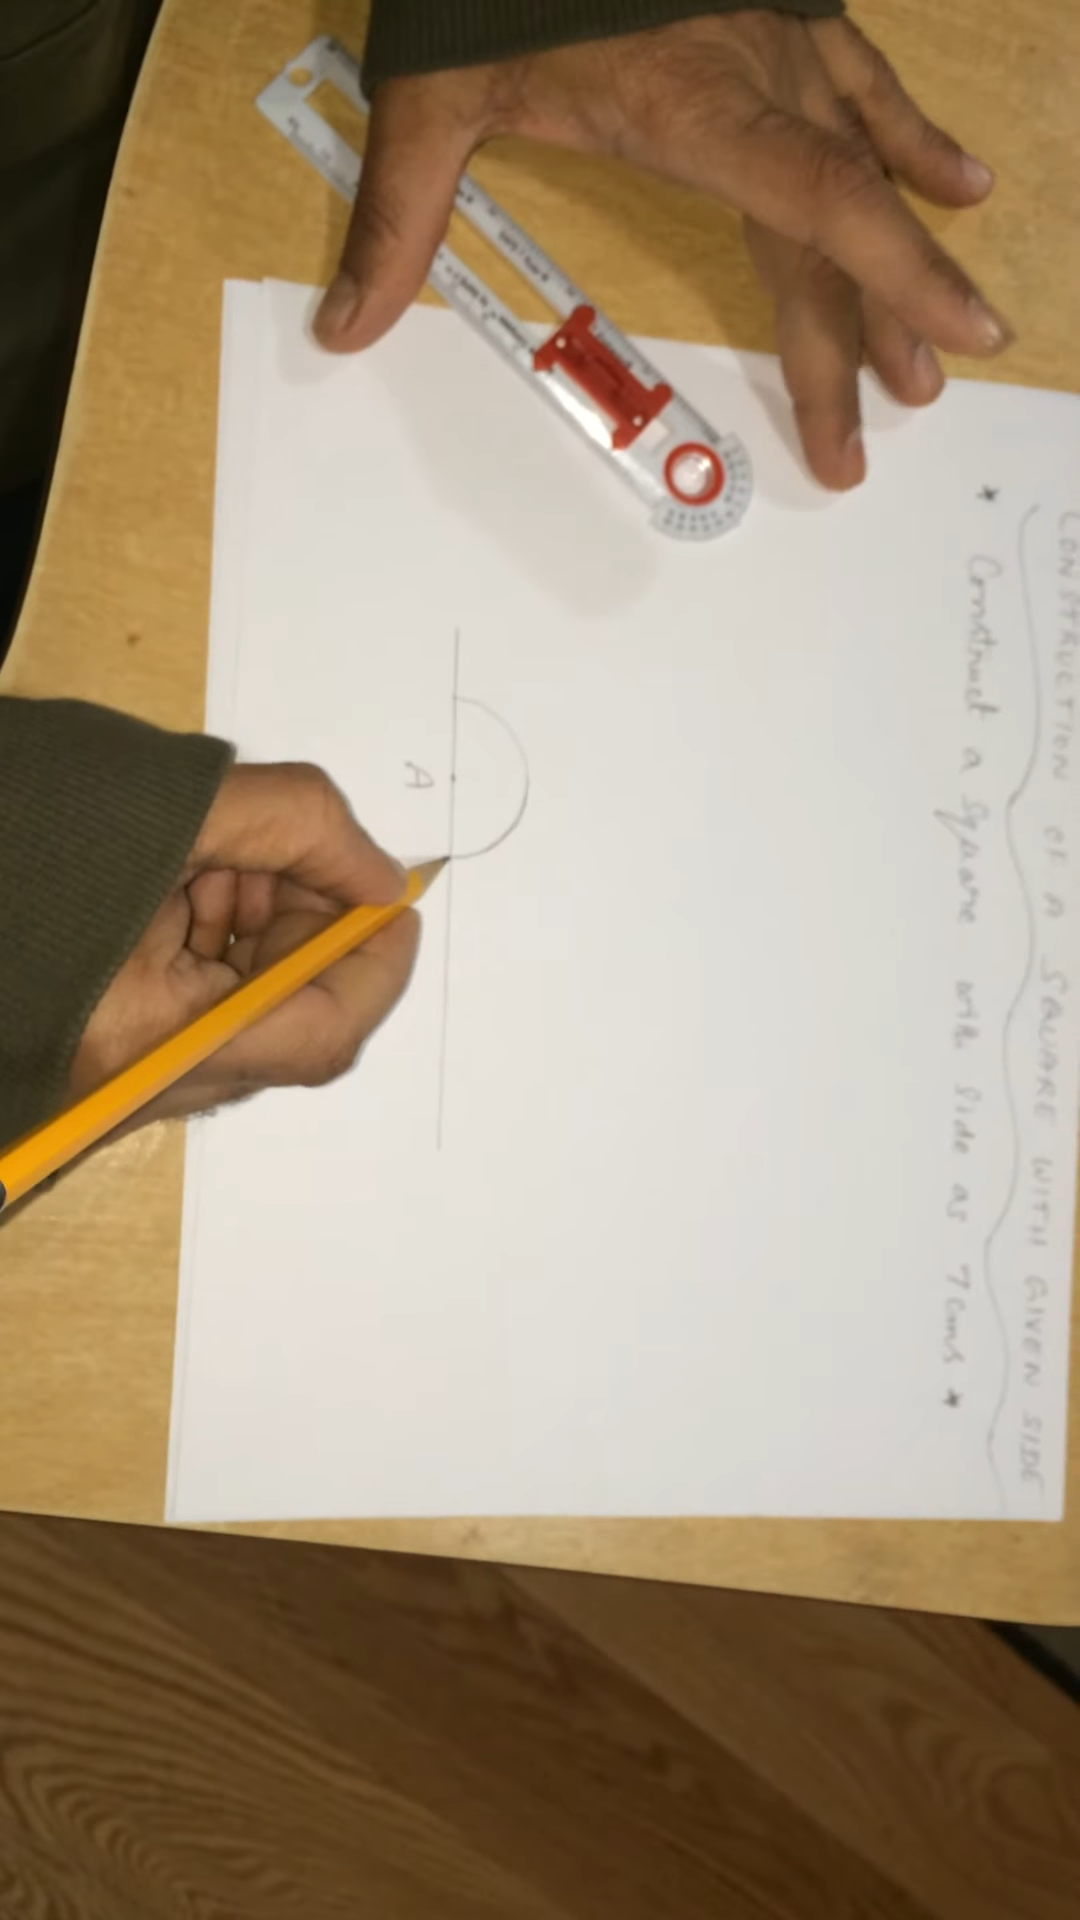 CONSTRUCTION OF A SQUARE WITH GIVEN SIDE
* Construct a square with side as 7cms *
A